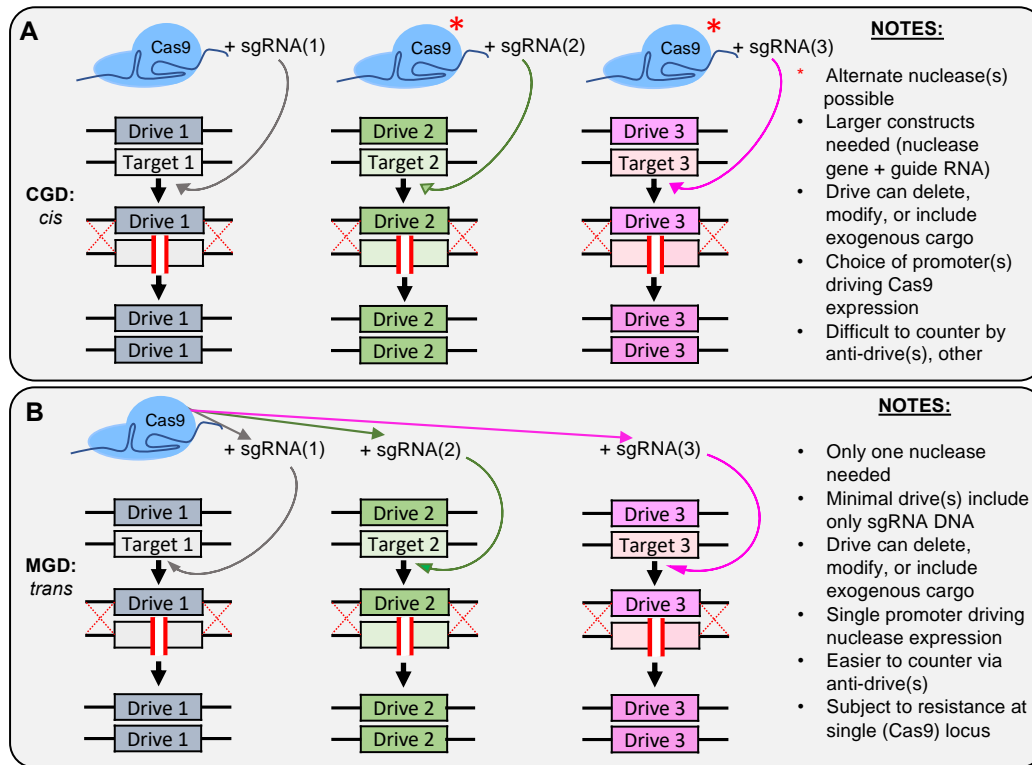 A
Cas9
+ sgRNA(1)
*
Cas9
+ sgRNA(2)
*
Cas9
+ sgRNA(3)
Drive 1
Target 1
Drive 2
Target 2
Drive 3
Target 3
CGD:
cis
Drive 1
Drive 2
Drive 3
Drive 1
Drive 2
Drive 3
Drive 1
Drive 2
Drive 3
NOTES:
* Alternate nuclease(s)
possible
• Larger constructs
needed (nuclease
gene + guide RNA)
• Drive can delete,
modify, or include
exogenous cargo
• Choice of promoter(s)
driving Cas9
expression
• Difficult to counter by
anti-drive(s), other
B
Cas9
+ sgRNA(1)
+ sgRNA(2)
+ sgRNA(3)
Drive 1
Target 1
Drive 2
Target 2
Drive 3
Target 3
MGD:
trans
Drive 1
Drive 2
Drive 3
Drive 1
Drive 2
Drive 3
Drive 1
Drive 2
Drive 3
NOTES:
• Only one nuclease
needed
• Minimal drive(s) include
only sgRNA DNA
• Drive can delete,
modify, or include
exogenous cargo
• Single promoter driving
nuclease expression
• Easier to counter via
anti-drive(s)
• Subject to resistance at
single (Cas9) locus